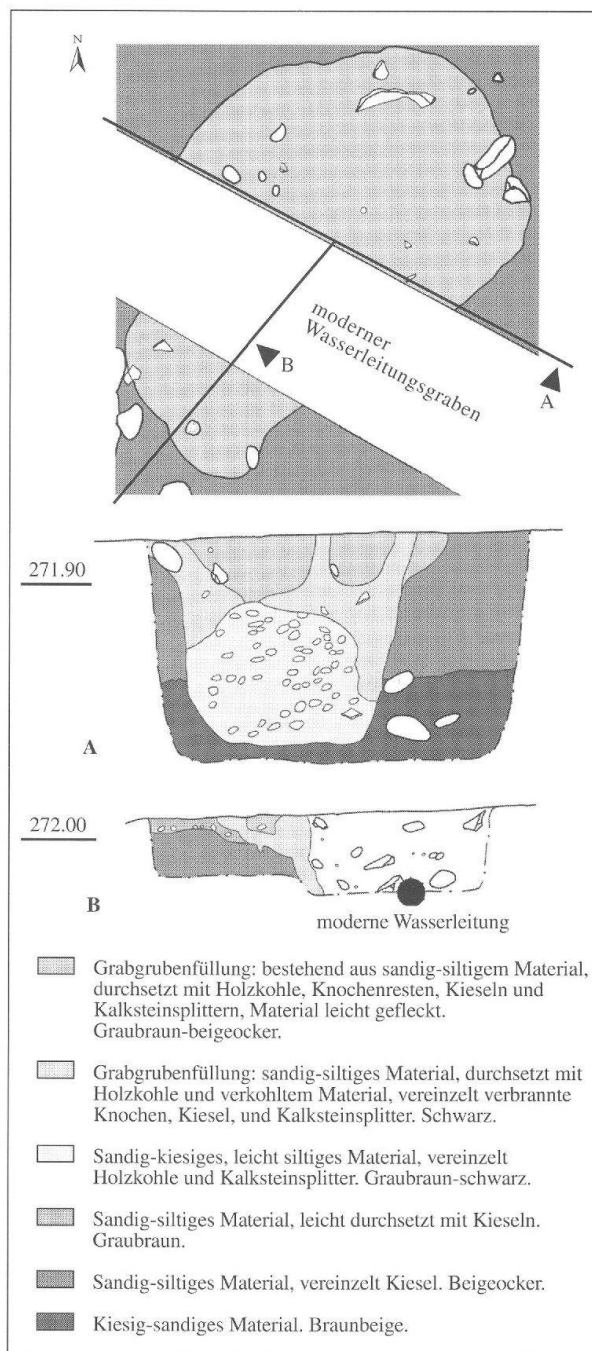 N
moderner
Wasserleitungsgraben
B
A
271.90
A
272.00
B
moderne Wasserleitung
Grabgrubenfüllung: bestehend aus sandig-siltigem Material,
durchsetzt mit Holzkohle, Knochenresten, Kieseln und
Kalksteinsplittern, Material leicht gefleckt.
Graubraun-beigeocker.
Grabgrubenfüllung: sandig-siltiges Material, durchsetzt mit
Holzkohle und verkohltem Material, vereinzelt verbrannte
Knochen, Kiesel, und Kalksteinsplitter. Schwarz.
Sandig-kiesiges, leicht siltiges Material, vereinzelt
Holzkohle und Kalksteinsplitter. Graubraun-schwarz.
Sandig-siltiges Material, leicht durchsetzt mit Kieseln.
Graubraun.
Sandig-siltiges Material, vereinzelt Kiesel. Beigeocker.
Kiesig-sandiges Material. Braunbeige.